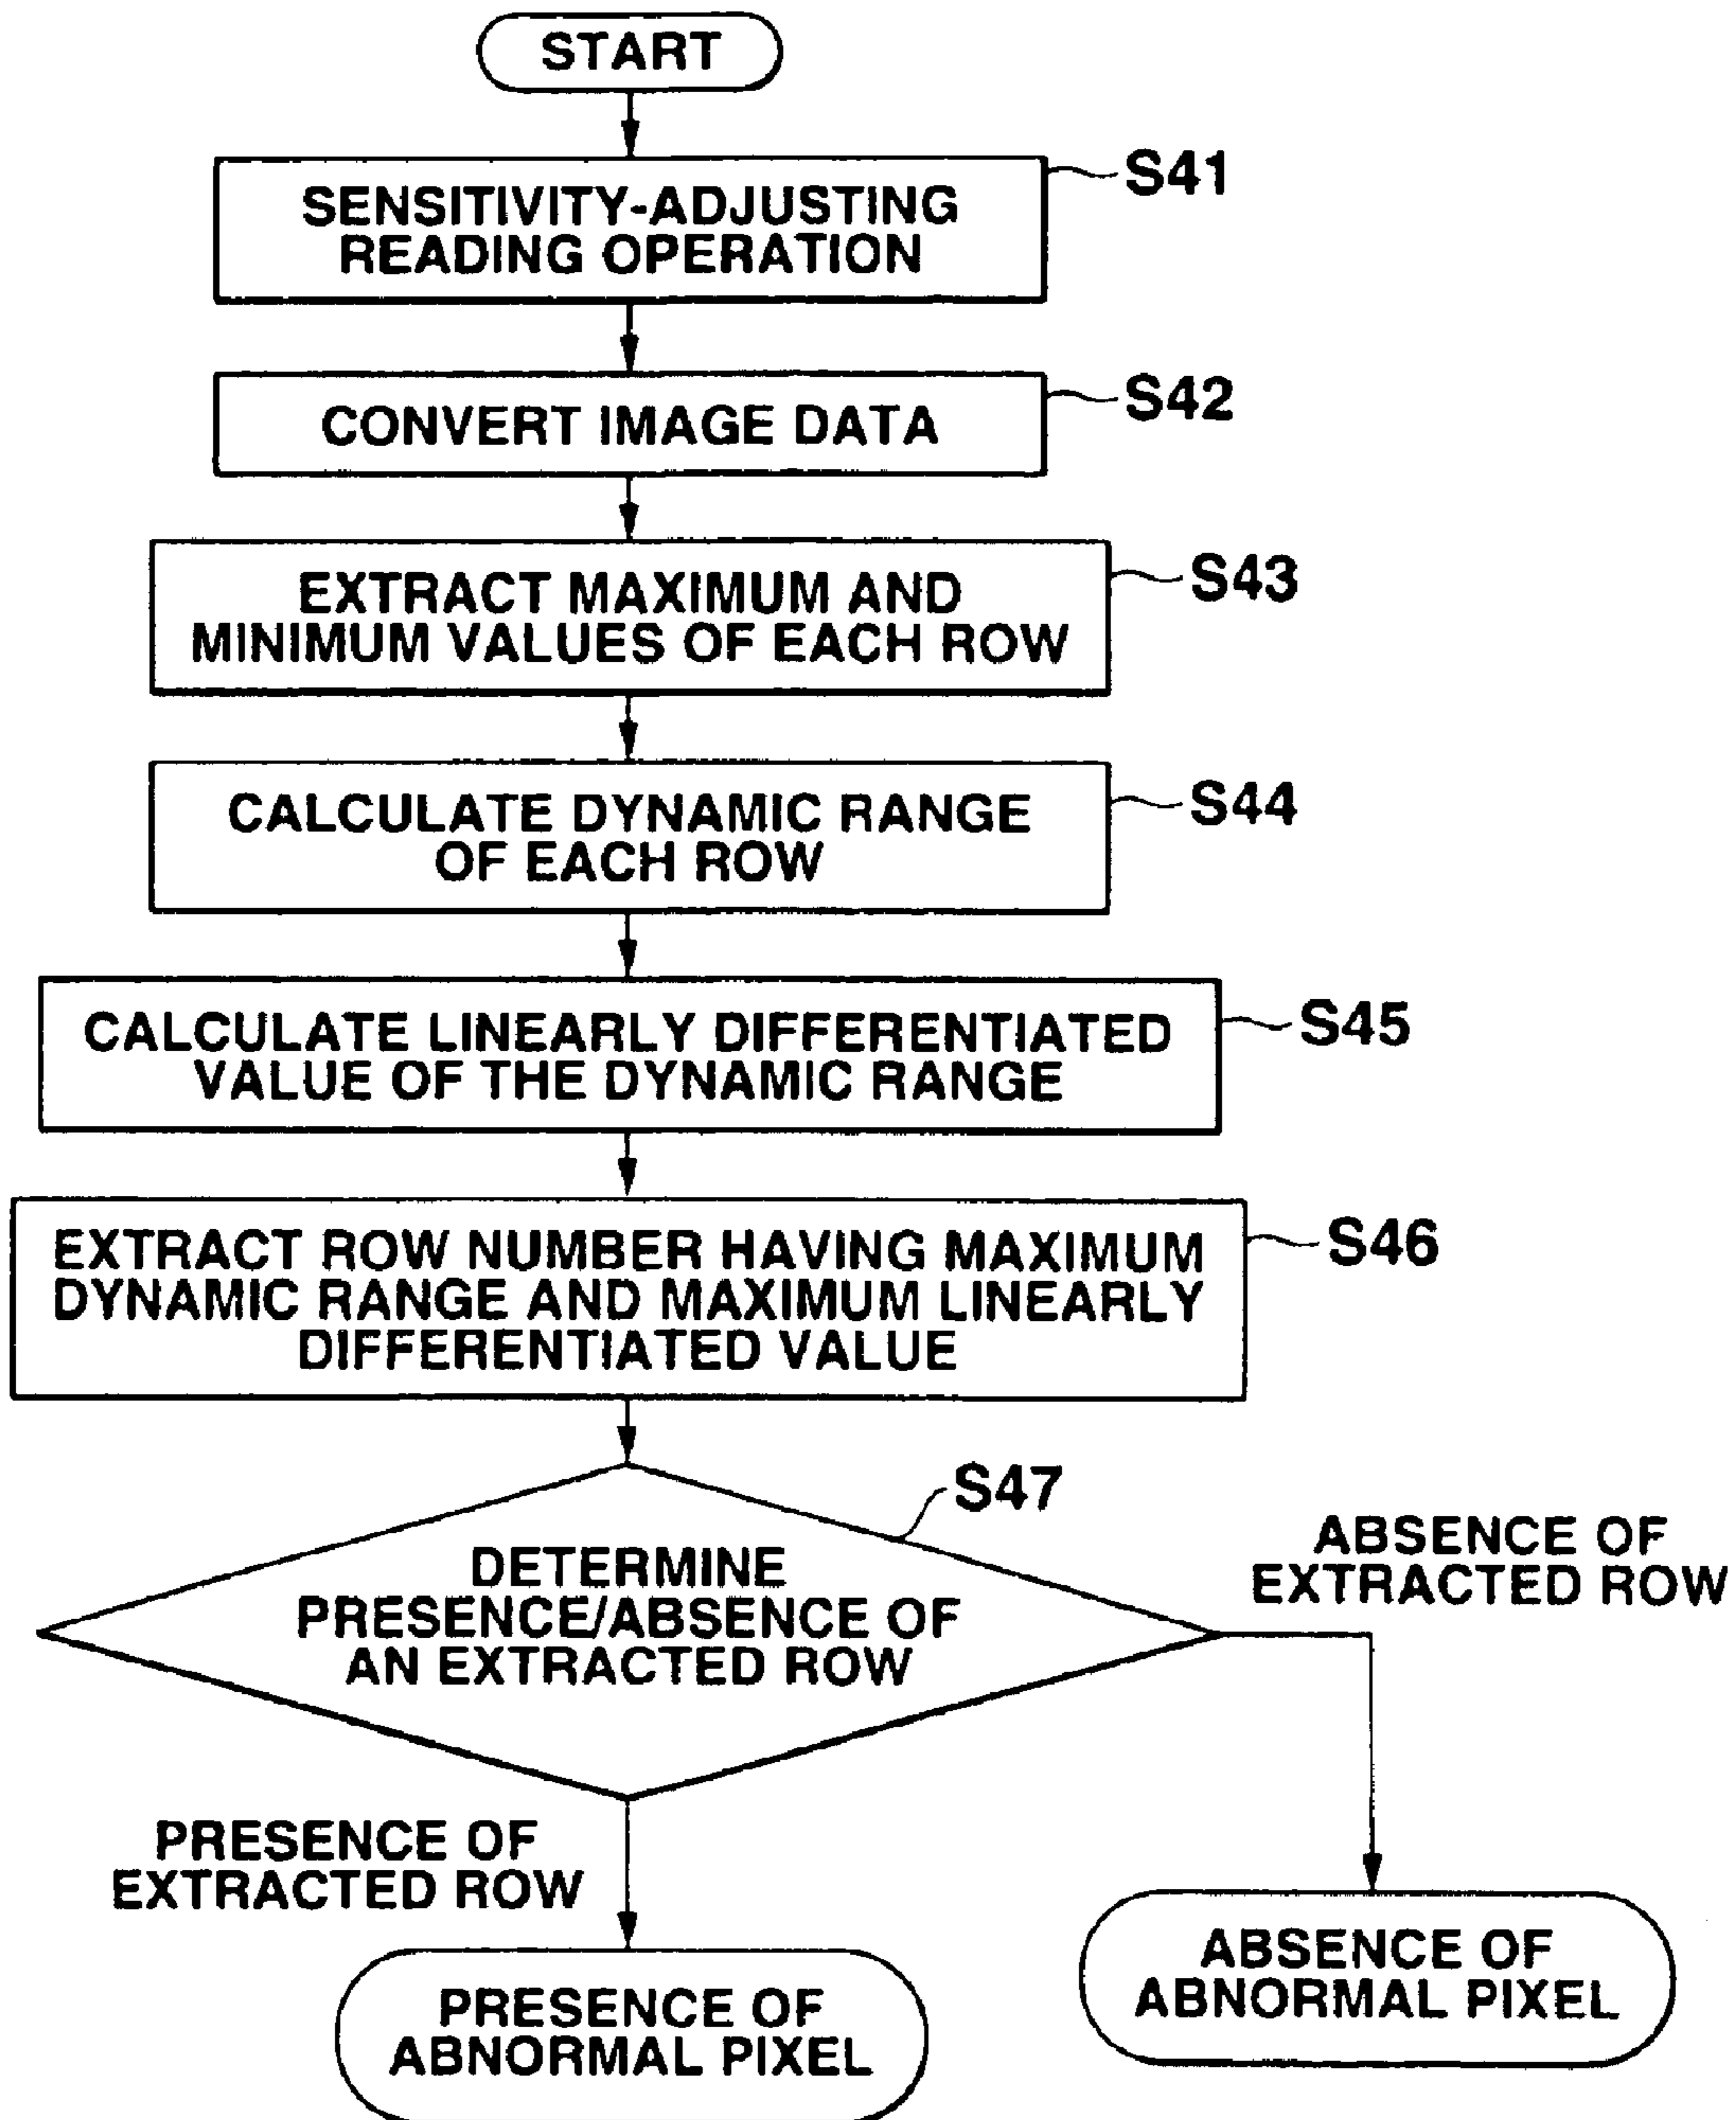 START
S41
SENSITIVITY-ADJUSTING
READING OPERATION
S42
CONVERT IMAGE DATA
S43
EXTRACT MAXIMUM AND
MINIMUM VALUES OF EACH ROW
S44
CALCULATE DYNAMIC RANGE
OF EACH ROW
S45
CALCULATE LINEARLY DIFFERENTIATED
VALUE OF THE DYNAMIC RANGE
S46
EXTRACT ROW NUMBER HAVING MAXIMUM
DYNAMIC RANGE AND MAXIMUM LINEARLY
DIFFERENTIATED VALUE
S47
DETERMINE
PRESENCE/ABSENCE OF
AN EXTRACTED ROW
ABSENCE OF
EXTRACTED ROW
PRESENCE OF
EXTRACTED ROW
ABSENCE OF
ABNORMAL PIXEL
PRESENCE OF
ABNORMAL PIXEL